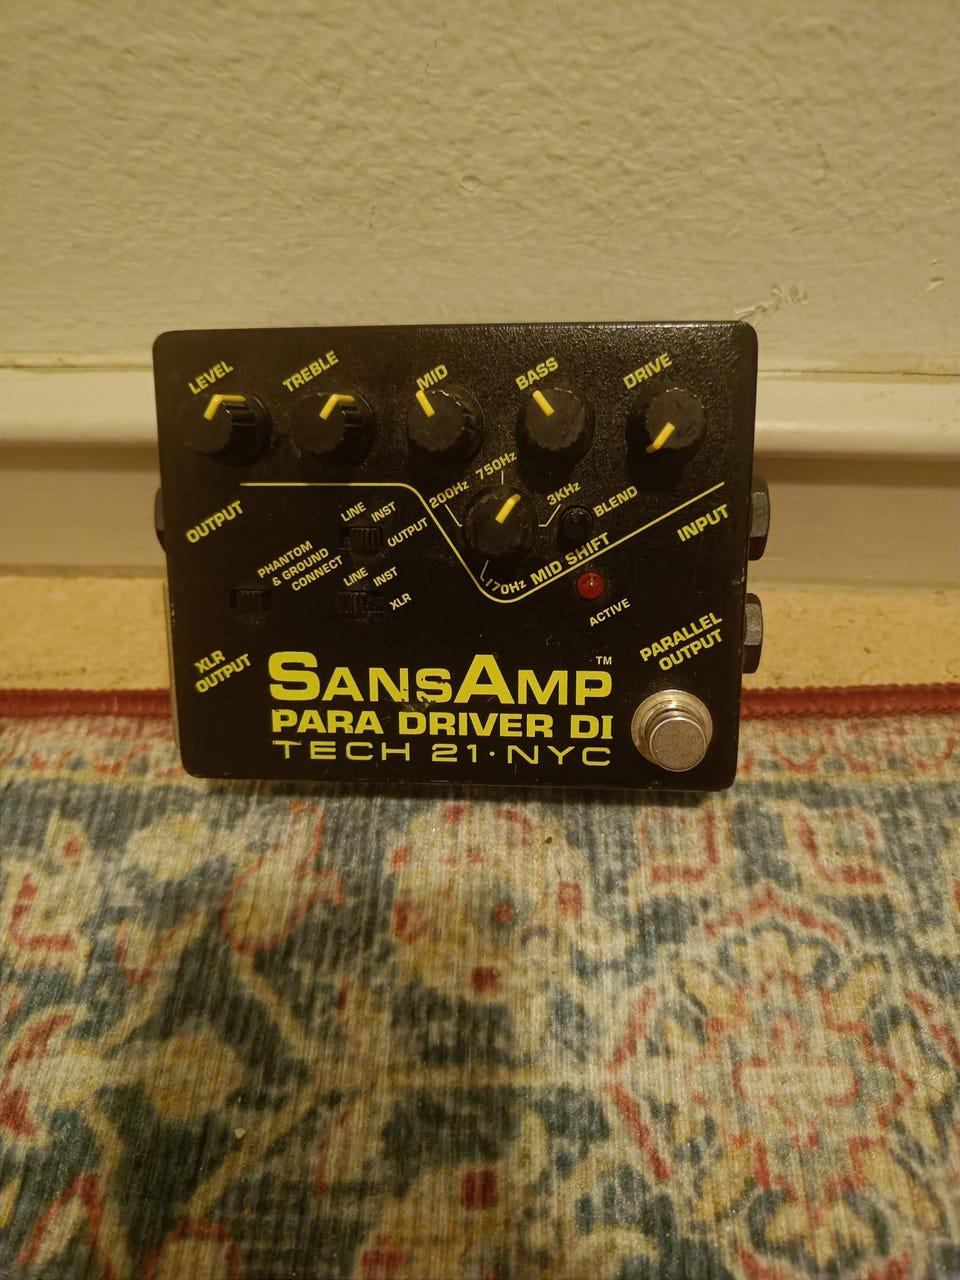 LEVEL
TREBLE
MID
BASS
DRIVE
200Hz
750Hz
3KHz
170Hz
MID SHIFT
BLEND
OUTPUT
LINE
INST
OUTPUT
PHANTOM
& GROUND
CONNECT
LINE
INST
XLR
INPUT
ACTIVE
XLR
OUTPUT
PARALLEL
OUTPUT
SANSAMP™
PARA DRIVER DI
TECH 21·NYC